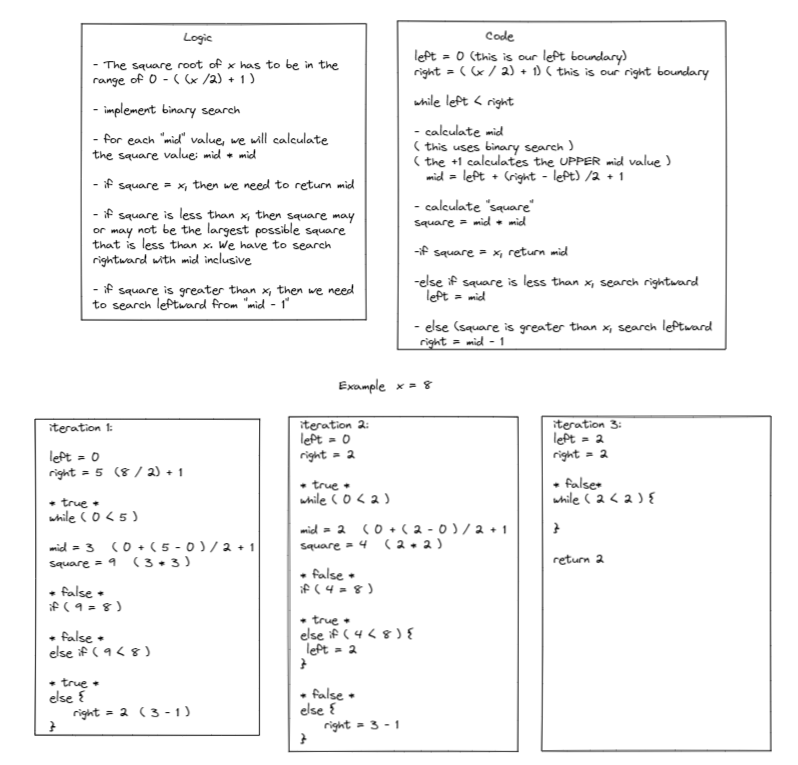 Logic
- The square root of x has to be in the
range of 0 - ( (x /2) + 1 )
- implement binary search
- for each "mid" value, we will calculate
the square value: mid * mid
- if square = x, then we need to return mid
- if square is less than x, then square may
or may not be the largest possible square
that is less than x. We have to search
rightward with mid inclusive
- if square is greater than x, then we need
to search leftward from "mid - 1"
Code
left = 0 (this is our left boundary)
right = ( (x / 2) + 1) ( this is our right boundary
while left < right
- calculate mid
( this uses binary search )
( the +1 calculates the UPPER mid value )
mid = left + (right - left) /2 + 1
- calculate "square"
square = mid * mid
-if square = x, return mid
-else if square is less than x, search rightward
left = mid
- else (square is greater than x, search leftward
right = mid - 1
Example x = 8
iteration 1:
left = 0
right = 5 (8 / 2) + 1
* true *
while ( 0 < 5 )
mid = 3 ( 0 + ( 5 - 0 ) / 2 + 1
square = 9 ( 3 * 3 )
* false *
if ( 9 = 8 )
* false *
else if ( 9 < 8 )
* true *
else {
right = 2 ( 3 - 1 )
}
iteration 2:
left = 0
right = 2
* true *
while ( 0 < 2 )
mid = 2 ( 0 + ( 2 - 0 ) / 2 + 1
square = 4 ( 2 * 2 )
* false *
if ( 4 = 8 )
* true *
else if ( 4 < 8 ) {
left = 2
}
* false *
else {
right = 3 - 1
}
iteration 3:
left = 2
right = 2
* false*
while ( 2 < 2 ) {
}
return 2